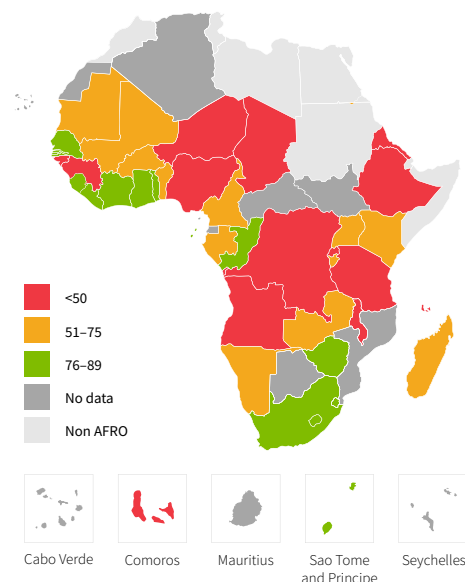 <50
51–75
76–89
No data
Non AFRO
Cabo Verde
Comoros
Mauritius
Sao Tome
and Principe
Seychelles